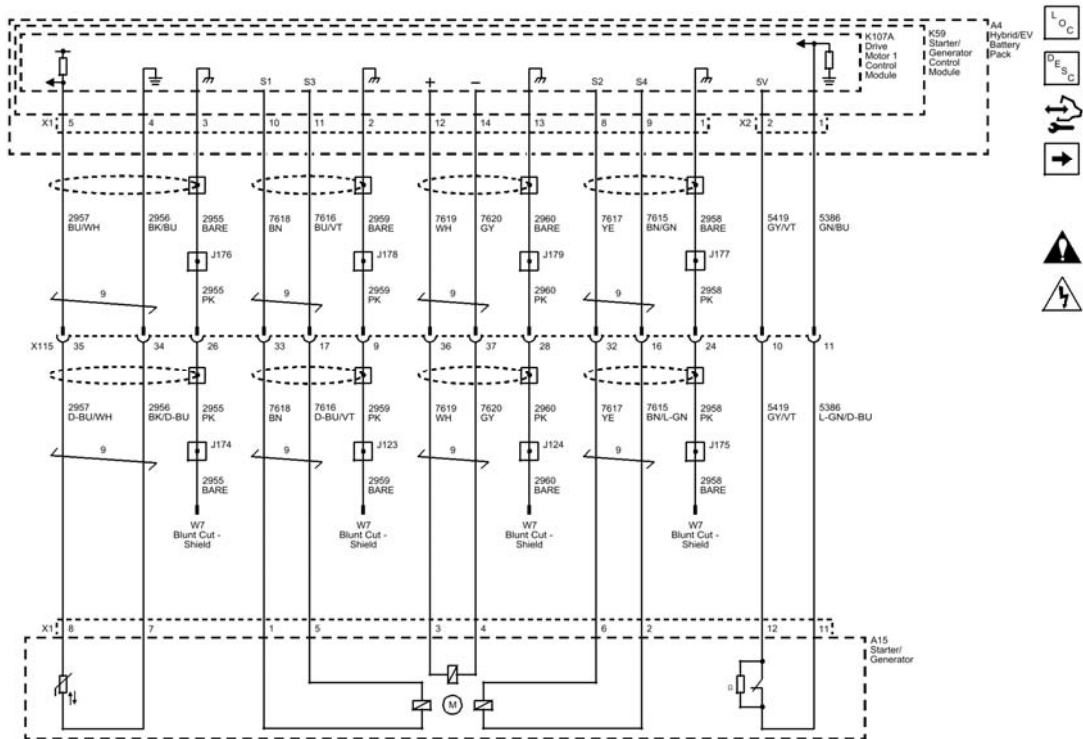 A4
Hybrid/EV
Battery
Pack
K59
Starter/
Generator
Control
Module
K107A
Drive
Motor 1
Control
Module
LOC
DESC
S1 S3 + − S2 S4 5V
X1 5 4 3 10 11 2 12 14 13 8 9 1 X2 2 1
2957
BU/WH
2956
BK/BU
2955
BARE
7618
BN
7616
BU/VT
2959
BARE
7619
WH
7620
GY
2960
BARE
7617
YE
7615
BN/GN
2958
BARE
5419
GY/VT
5386
GN/BU
J176 J178 J179 J177
9
2955
PK
9
2959
PK
9
2960
PK
9
2958
PK
X115 35 34 26 33 17 9 36 37 28 32 16 24 10 11
2957
D-BU/WH
2956
BK/D-BU
2955
PK
7618
BN
7616
D-BU/VT
2959
PK
7619
WH
7620
GY
2960
PK
7617
YE
7615
BN/L-GN
2958
PK
5419
GY/VT
5386
L-GN/D-BU
9 J174 9 J123 9 J124 9 J175
2955
BARE
2959
BARE
2960
BARE
2958
BARE
W7
Blunt Cut -
Shield
W7
Blunt Cut -
Shield
W7
Blunt Cut -
Shield
W7
Blunt Cut -
Shield
X1 8 7 1 5 3 4 6 2 12 11
A15
Starter/
Generator
M
Ω